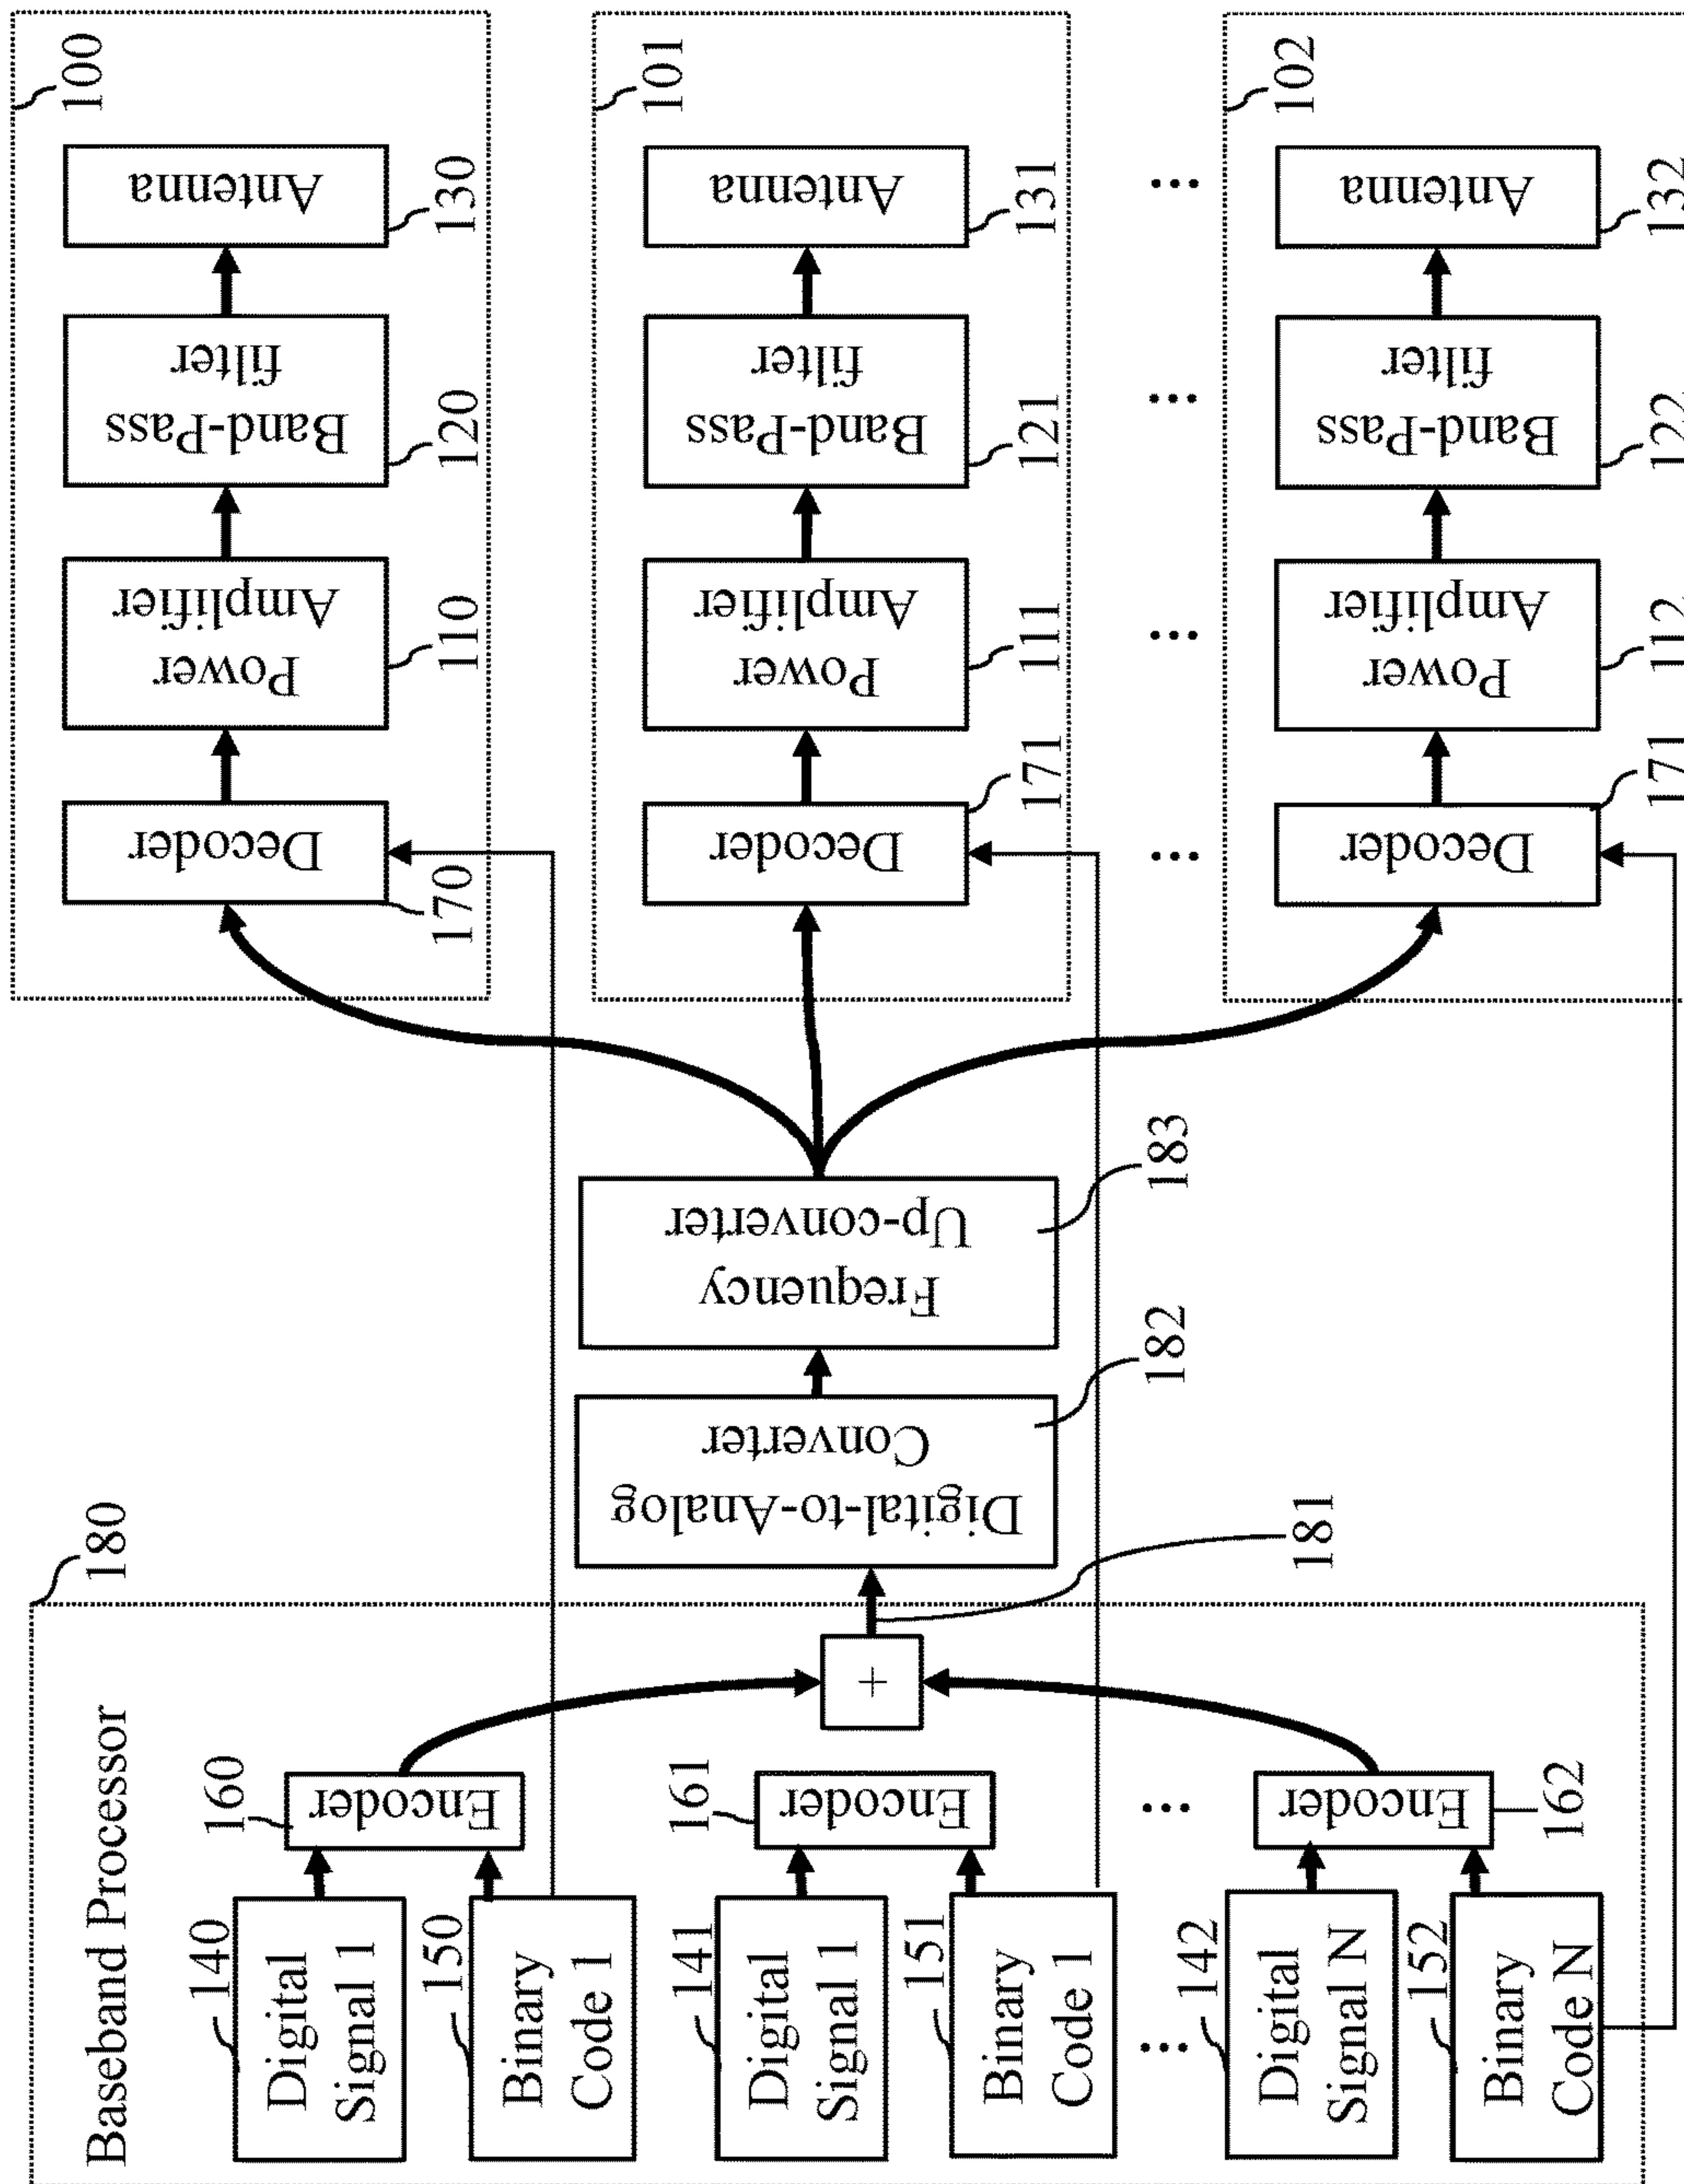 Baseband Processor
180
140
Digital
Signal 1
150
Binary
Code 1
160
Encoder
141
Digital
Signal 1
151
Binary
Code 1
161
Encoder
...
...
142
Digital
Signal N
152
Binary
Code N
Encoder
162
+
181
Digital-to-Analog
Converter
182
Frequency
Up-converter
183
100
Decoder
170
Power
Amplifier
110
Band-Pass
filter
120
Antenna
130
101
Decoder
171
Power
Amplifier
111
Band-Pass
filter
121
Antenna
131
...
...
...
...
102
Decoder
171
Power
Amplifier
112
Band-Pass
filter
122
Antenna
132